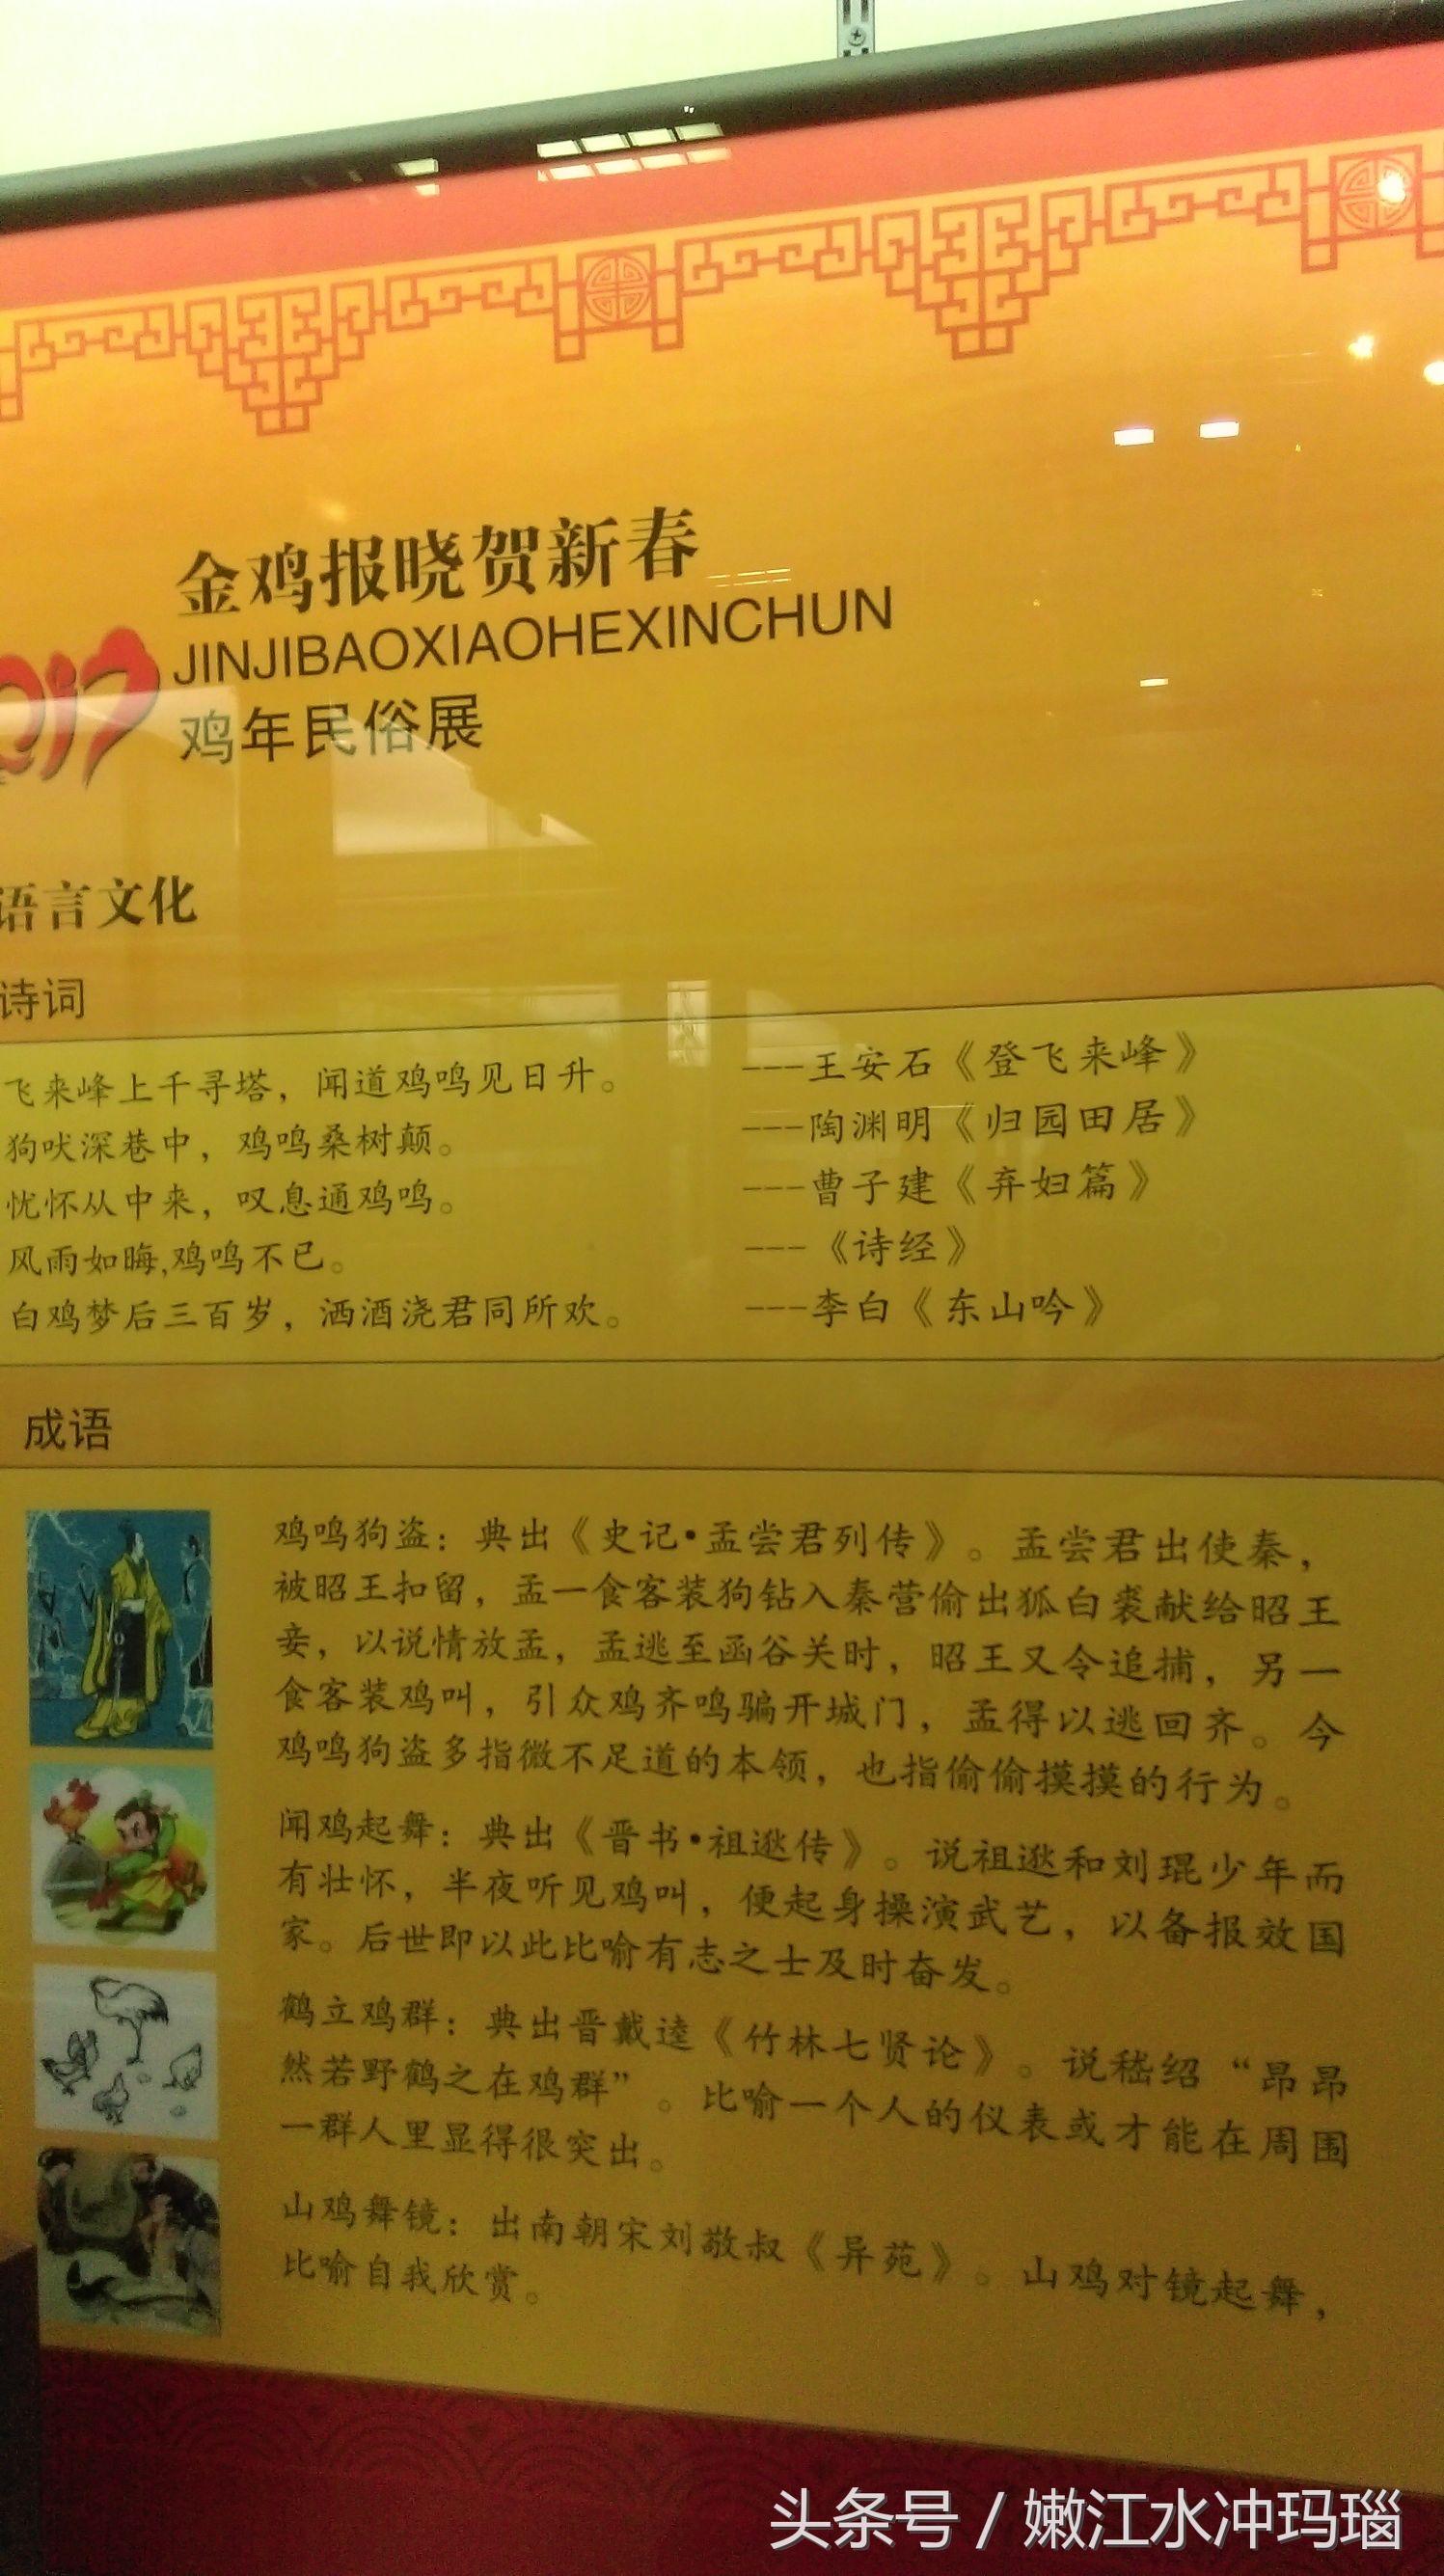 金鸡报晓贺新春
JINJIBAOXIAOHEXINCHUN
2017
鸡年民俗展
语言文化
诗词
飞来峰上千寻塔，闻道鸡鸣见日升。 ---王安石《登飞来峰》
狗吠深巷中，鸡鸣桑树颠。 ---陶渊明《归园田居》
忧怀从中来，叹息通鸡鸣。 ---曹子建《弃妇篇》
风雨如晦,鸡鸣不已。 ---《诗经》
白鸡梦后三百岁，洒酒浇君同所欢。 ---李白《东山吟》
成语
鸡鸣狗盗：典出《史记•孟尝君列传》。孟尝君出使秦，
被昭王扣留，孟一食客装狗钻入秦营偷出狐白裘献给昭王
妾，以说情放孟，孟逃至函谷关时，昭王又令追捕，另一
食客装鸡叫，引众鸡齐鸣骗开城门，孟得以逃回齐。今
鸡鸣狗盗多指微不足道的本领，也指偷偷摸摸的行为。
闻鸡起舞：典出《晋书•祖逖传》。说祖逖和刘琨少年而
有壮怀，半夜听见鸡叫，便起身操演武艺，以备报效国
家。后世即以此比喻有志之士及时奋发。
鹤立鸡群：典出晋戴逵《竹林七贤论》。说嵇绍“昂昂
然若野鹤之在鸡群”。比喻一个人的仪表或才能在周围
一群人里显得很突出。
山鸡舞镜：出南朝宋刘敬叔《异苑》。山鸡对镜起舞，
比喻自我欣赏。
头条号 / 嫩江水冲玛瑙